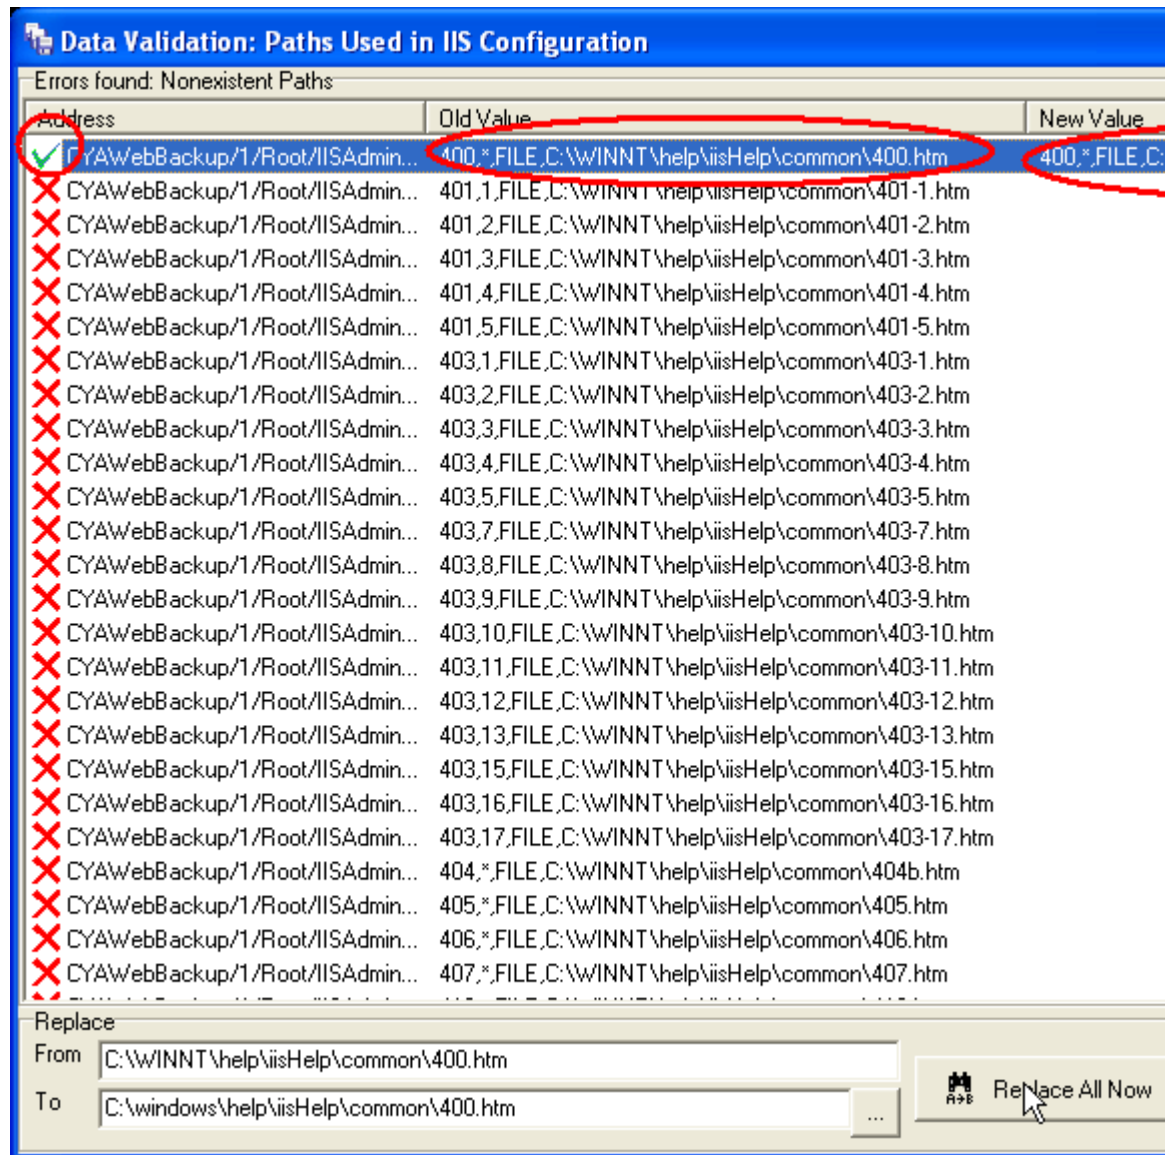 Data Validation: Paths Used in IIS Configuration
Errors found: Nonexistent Paths
Address Old Value New Value
CYAWebBackup/1/Root/IISAdmin... 400,*,FILE,C:\WINNT\help\iisHelp\common\400.htm 400,*,FILE,C:
CYAWebBackup/1/Root/IISAdmin... 401,1,FILE,C:\WINNT\help\iisHelp\common\401-1.htm
CYAWebBackup/1/Root/IISAdmin... 401,2,FILE,C:\WINNT\help\iisHelp\common\401-2.htm
CYAWebBackup/1/Root/IISAdmin... 401,3,FILE,C:\WINNT\help\iisHelp\common\401-3.htm
CYAWebBackup/1/Root/IISAdmin... 401,4,FILE,C:\WINNT\help\iisHelp\common\401-4.htm
CYAWebBackup/1/Root/IISAdmin... 401,5,FILE,C:\WINNT\help\iisHelp\common\401-5.htm
CYAWebBackup/1/Root/IISAdmin... 403,1,FILE,C:\WINNT\help\iisHelp\common\403-1.htm
CYAWebBackup/1/Root/IISAdmin... 403,2,FILE,C:\WINNT\help\iisHelp\common\403-2.htm
CYAWebBackup/1/Root/IISAdmin... 403,3,FILE,C:\WINNT\help\iisHelp\common\403-3.htm
CYAWebBackup/1/Root/IISAdmin... 403,4,FILE,C:\WINNT\help\iisHelp\common\403-4.htm
CYAWebBackup/1/Root/IISAdmin... 403,5,FILE,C:\WINNT\help\iisHelp\common\403-5.htm
CYAWebBackup/1/Root/IISAdmin... 403,7,FILE,C:\WINNT\help\iisHelp\common\403-7.htm
CYAWebBackup/1/Root/IISAdmin... 403,8,FILE,C:\WINNT\help\iisHelp\common\403-8.htm
CYAWebBackup/1/Root/IISAdmin... 403,9,FILE,C:\WINNT\help\iisHelp\common\403-9.htm
CYAWebBackup/1/Root/IISAdmin... 403,10,FILE,C:\WINNT\help\iisHelp\common\403-10.htm
CYAWebBackup/1/Root/IISAdmin... 403,11,FILE,C:\WINNT\help\iisHelp\common\403-11.htm
CYAWebBackup/1/Root/IISAdmin... 403,12,FILE,C:\WINNT\help\iisHelp\common\403-12.htm
CYAWebBackup/1/Root/IISAdmin... 403,13,FILE,C:\WINNT\help\iisHelp\common\403-13.htm
CYAWebBackup/1/Root/IISAdmin... 403,15,FILE,C:\WINNT\help\iisHelp\common\403-15.htm
CYAWebBackup/1/Root/IISAdmin... 403,16,FILE,C:\WINNT\help\iisHelp\common\403-16.htm
CYAWebBackup/1/Root/IISAdmin... 403,17,FILE,C:\WINNT\help\iisHelp\common\403-17.htm
CYAWebBackup/1/Root/IISAdmin... 404,*,FILE,C:\WINNT\help\iisHelp\common\404b.htm
CYAWebBackup/1/Root/IISAdmin... 405,*,FILE,C:\WINNT\help\iisHelp\common\405.htm
CYAWebBackup/1/Root/IISAdmin... 406,*,FILE,C:\WINNT\help\iisHelp\common\406.htm
CYAWebBackup/1/Root/IISAdmin... 407,*,FILE,C:\WINNT\help\iisHelp\common\407.htm
Replace
From C:\WINNT\help\iisHelp\common\400.htm
To C:\windows\help\iisHelp\common\400.htm ...
A→B Replace All Now